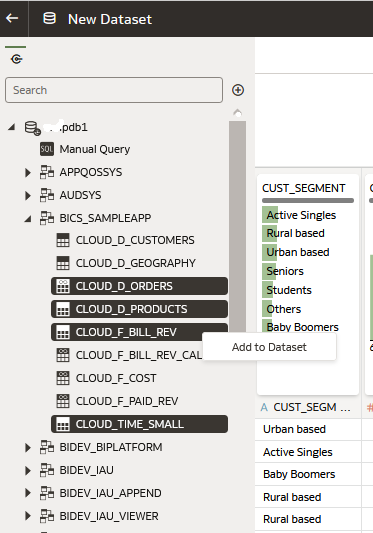 New Dataset
Search
.pdb1
SQL Manual Query
APPQOSSYS
AUDSYS
BICS_SAMPLEAPP
CLOUD_D_CUSTOMERS
CLOUD_D_GEOGRAPHY
CLOUD_D_ORDERS
CLOUD_D_PRODUCTS
CLOUD_F_BILL_REV
CLOUD_F_BILL_REV_CAL
CLOUD_F_COST
CLOUD_F_PAID_REV
CLOUD_TIME_SMALL
BIDEV_BIPLATFORM
BIDEV_IAU
BIDEV_IAU_APPEND
BIDEV_IAU_VIEWER
Add to Dataset
CUST_SEGMENT
Active Singles
Rural based
Urban based
Seniors
Students
Others
Baby Boomers
A CUST_SEGM ... #
Urban based
Active Singles
Baby Boomers
Rural based
Rural based